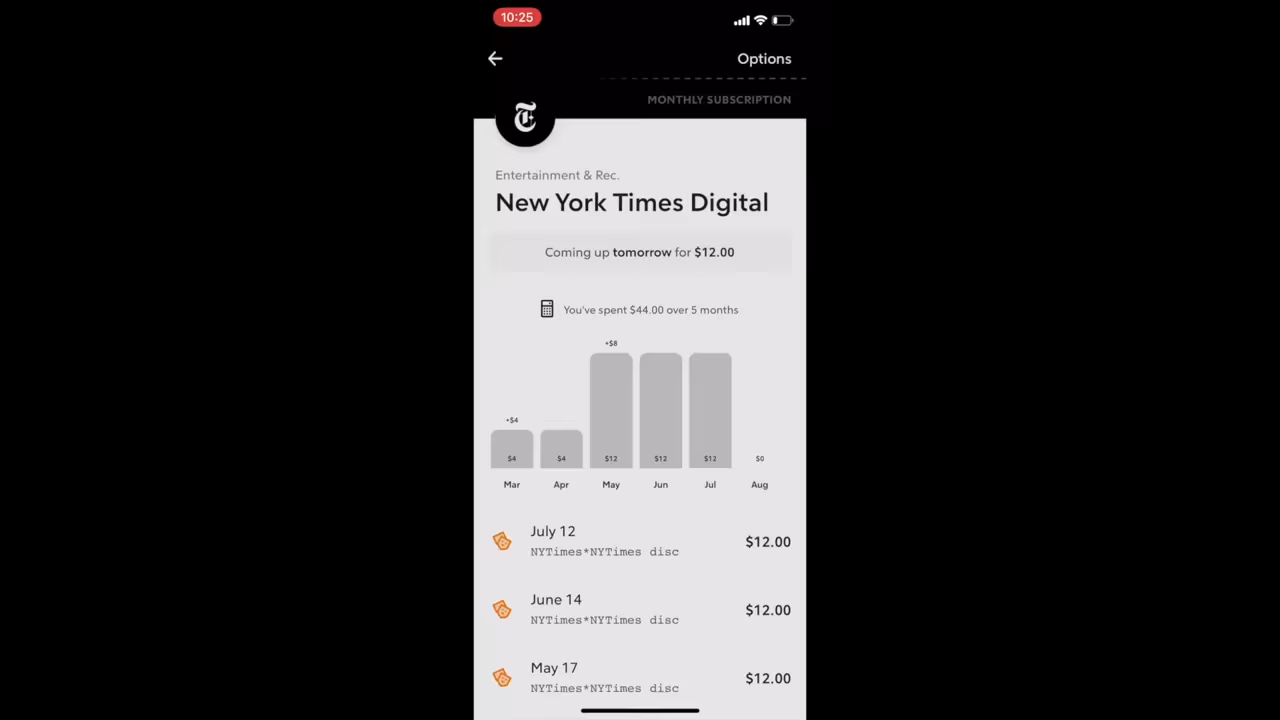 10:25
Options
MONTHLY SUBSCRIPTION
T
Entertainment & Rec.
New York Times Digital
Coming up tomorrow for $12.00
You've spent $44.00 over 5 months
+$8
+$4
$4 $4 $12 $12 $12 $0
Mar Apr May Jun Jul Aug
July 12
NYTimes*NYTimes disc
$12.00
June 14
NYTimes*NYTimes disc
$12.00
May 17
NYTimes*NYTimes disc
$12.00